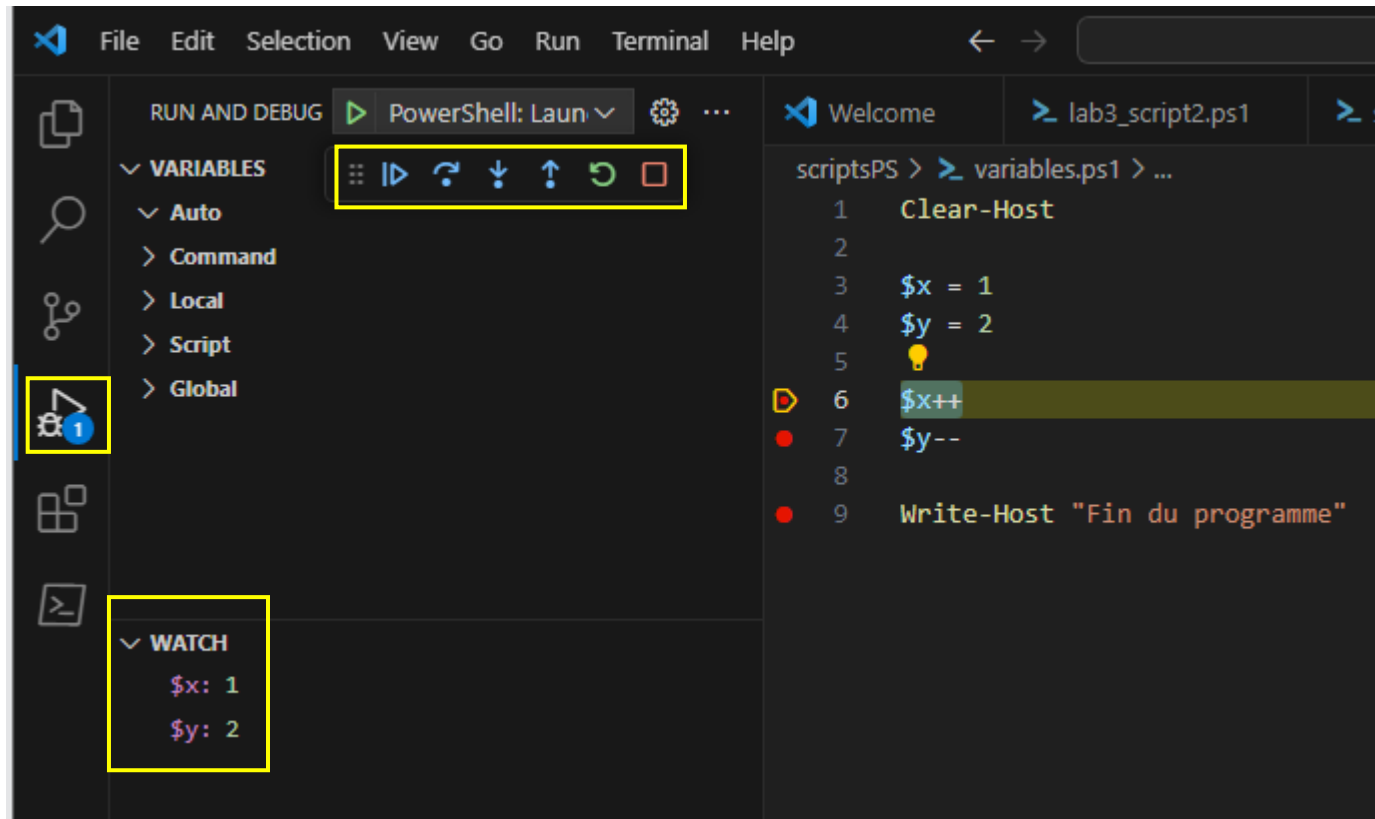 File Edit Selection View Go Run Terminal Help
RUN AND DEBUG PowerShell: Laun
VARIABLES
Auto
Command
Local
Script
Global
1
WATCH
$x: 1
$y: 2
Welcome lab3_script2.ps1
scriptsPS > variables.ps1 > ...
1 Clear-Host
2
3 $x = 1
4 $y = 2
5
6 $x++
7 $y--
8
9 Write-Host "Fin du programme"